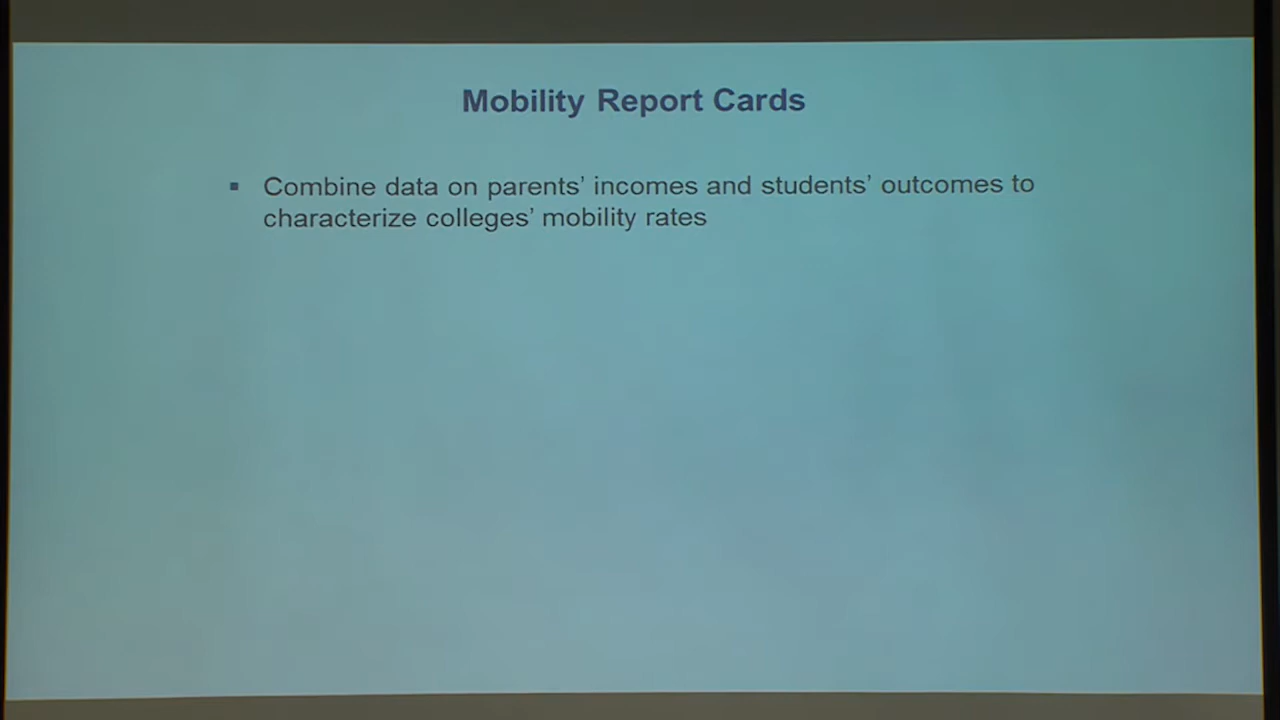 Mobility Report Cards
▪ Combine data on parents’ incomes and students’ outcomes to
characterize colleges’ mobility rates